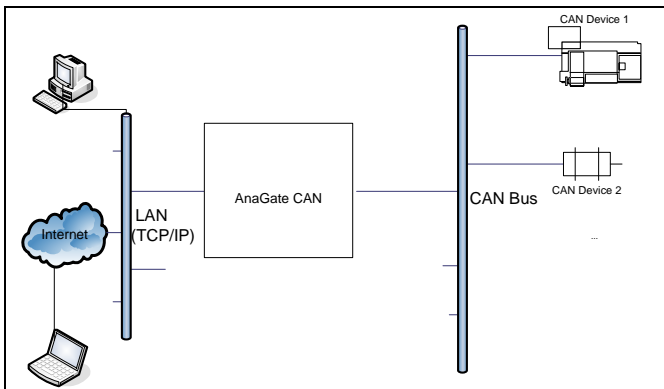 CAN Device 1
AnaGate CAN
CAN Bus
CAN Device 2
LAN
(TCP/IP)
Internet
...